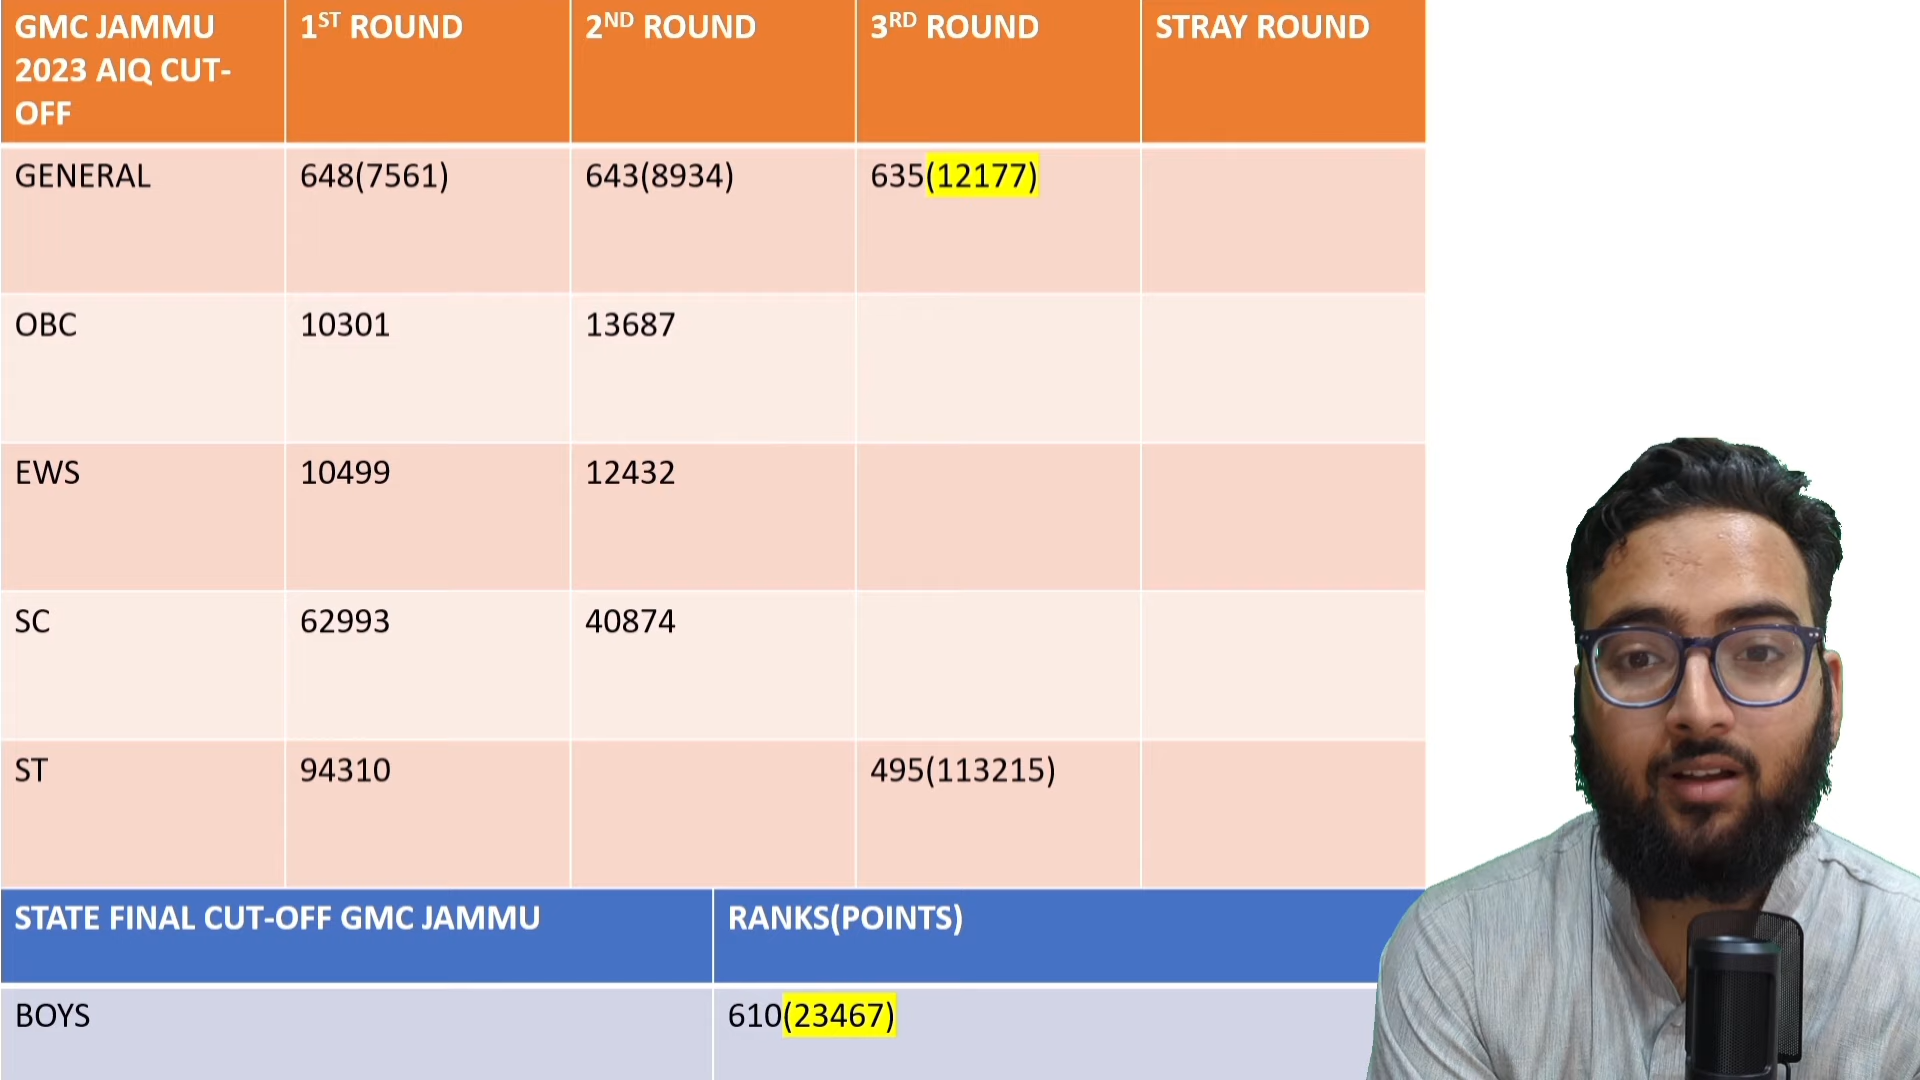 GMC JAMMU
2023 AIQ CUT-
OFF
1ST ROUND
2ND ROUND
3RD ROUND
STRAY ROUND
GENERAL
648(7561)
643(8934)
635(12177)
OBC
10301
13687
EWS
10499
12432
SC
62993
40874
ST
94310
495(113215)
STATE FINAL CUT-OFF GMC JAMMU
RANKS(POINTS)
BOYS
610(23467)